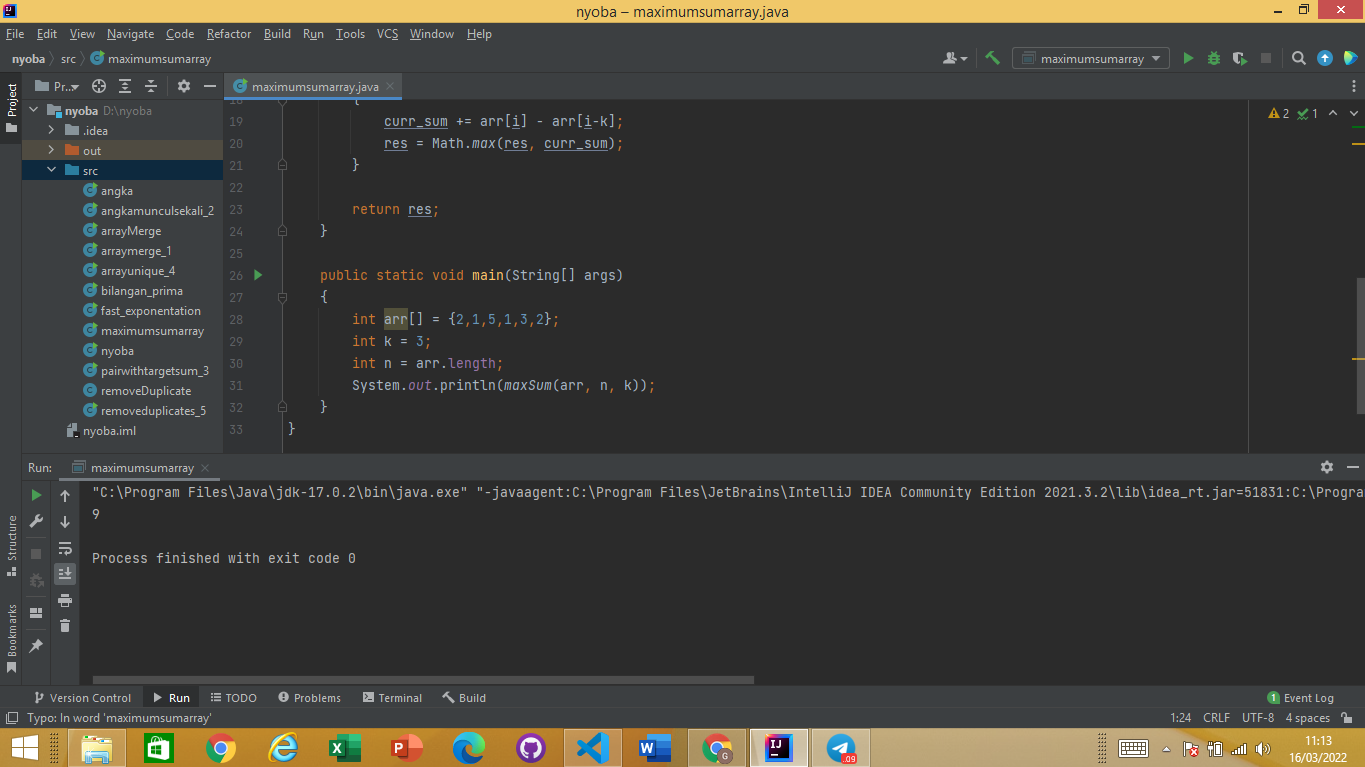 nyoba – maximumsumarray.java
File Edit View Navigate Code Refactor Build Run Tools VCS Window Help
nyoba src maximumsumarray
maximumsumarray
Project
Pr...
maximumsumarray.java
nyoba D:\nyoba
.idea
out
src
angka
angkamunculsekali_2
arrayMerge
arraymerge_1
arrayunique_4
bilangan_prima
fast_exponentation
maximumsumarray
nyoba
pairwithtargetsum_3
removeDuplicate
removeduplicates_5
nyoba.iml
2 1
18 {
19 curr_sum += arr[i] - arr[i-k];
20 res = Math.max(res, curr_sum);
21 }
22
23 return res;
24 }
25
26 public static void main(String[] args)
27 {
28 int arr[] = {2,1,5,1,3,2};
29 int k = 3;
30 int n = arr.length;
31 System.out.println(maxSum(arr, n, k));
32 }
33 }
Run: maximumsumarray
"C:\Program Files\Java\jdk-17.0.2\bin\java.exe" "-javaagent:C:\Program Files\JetBrains\IntelliJ IDEA Community Edition 2021.3.2\lib\idea_rt.jar=51831:C:\Progra
9
Process finished with exit code 0
Structure
Bookmarks
Version Control Run TODO Problems Terminal Build
1 Event Log
Typo: In word 'maximumsumarray'
1:24 CRLF UTF-8 4 spaces
11:13
16/03/2022